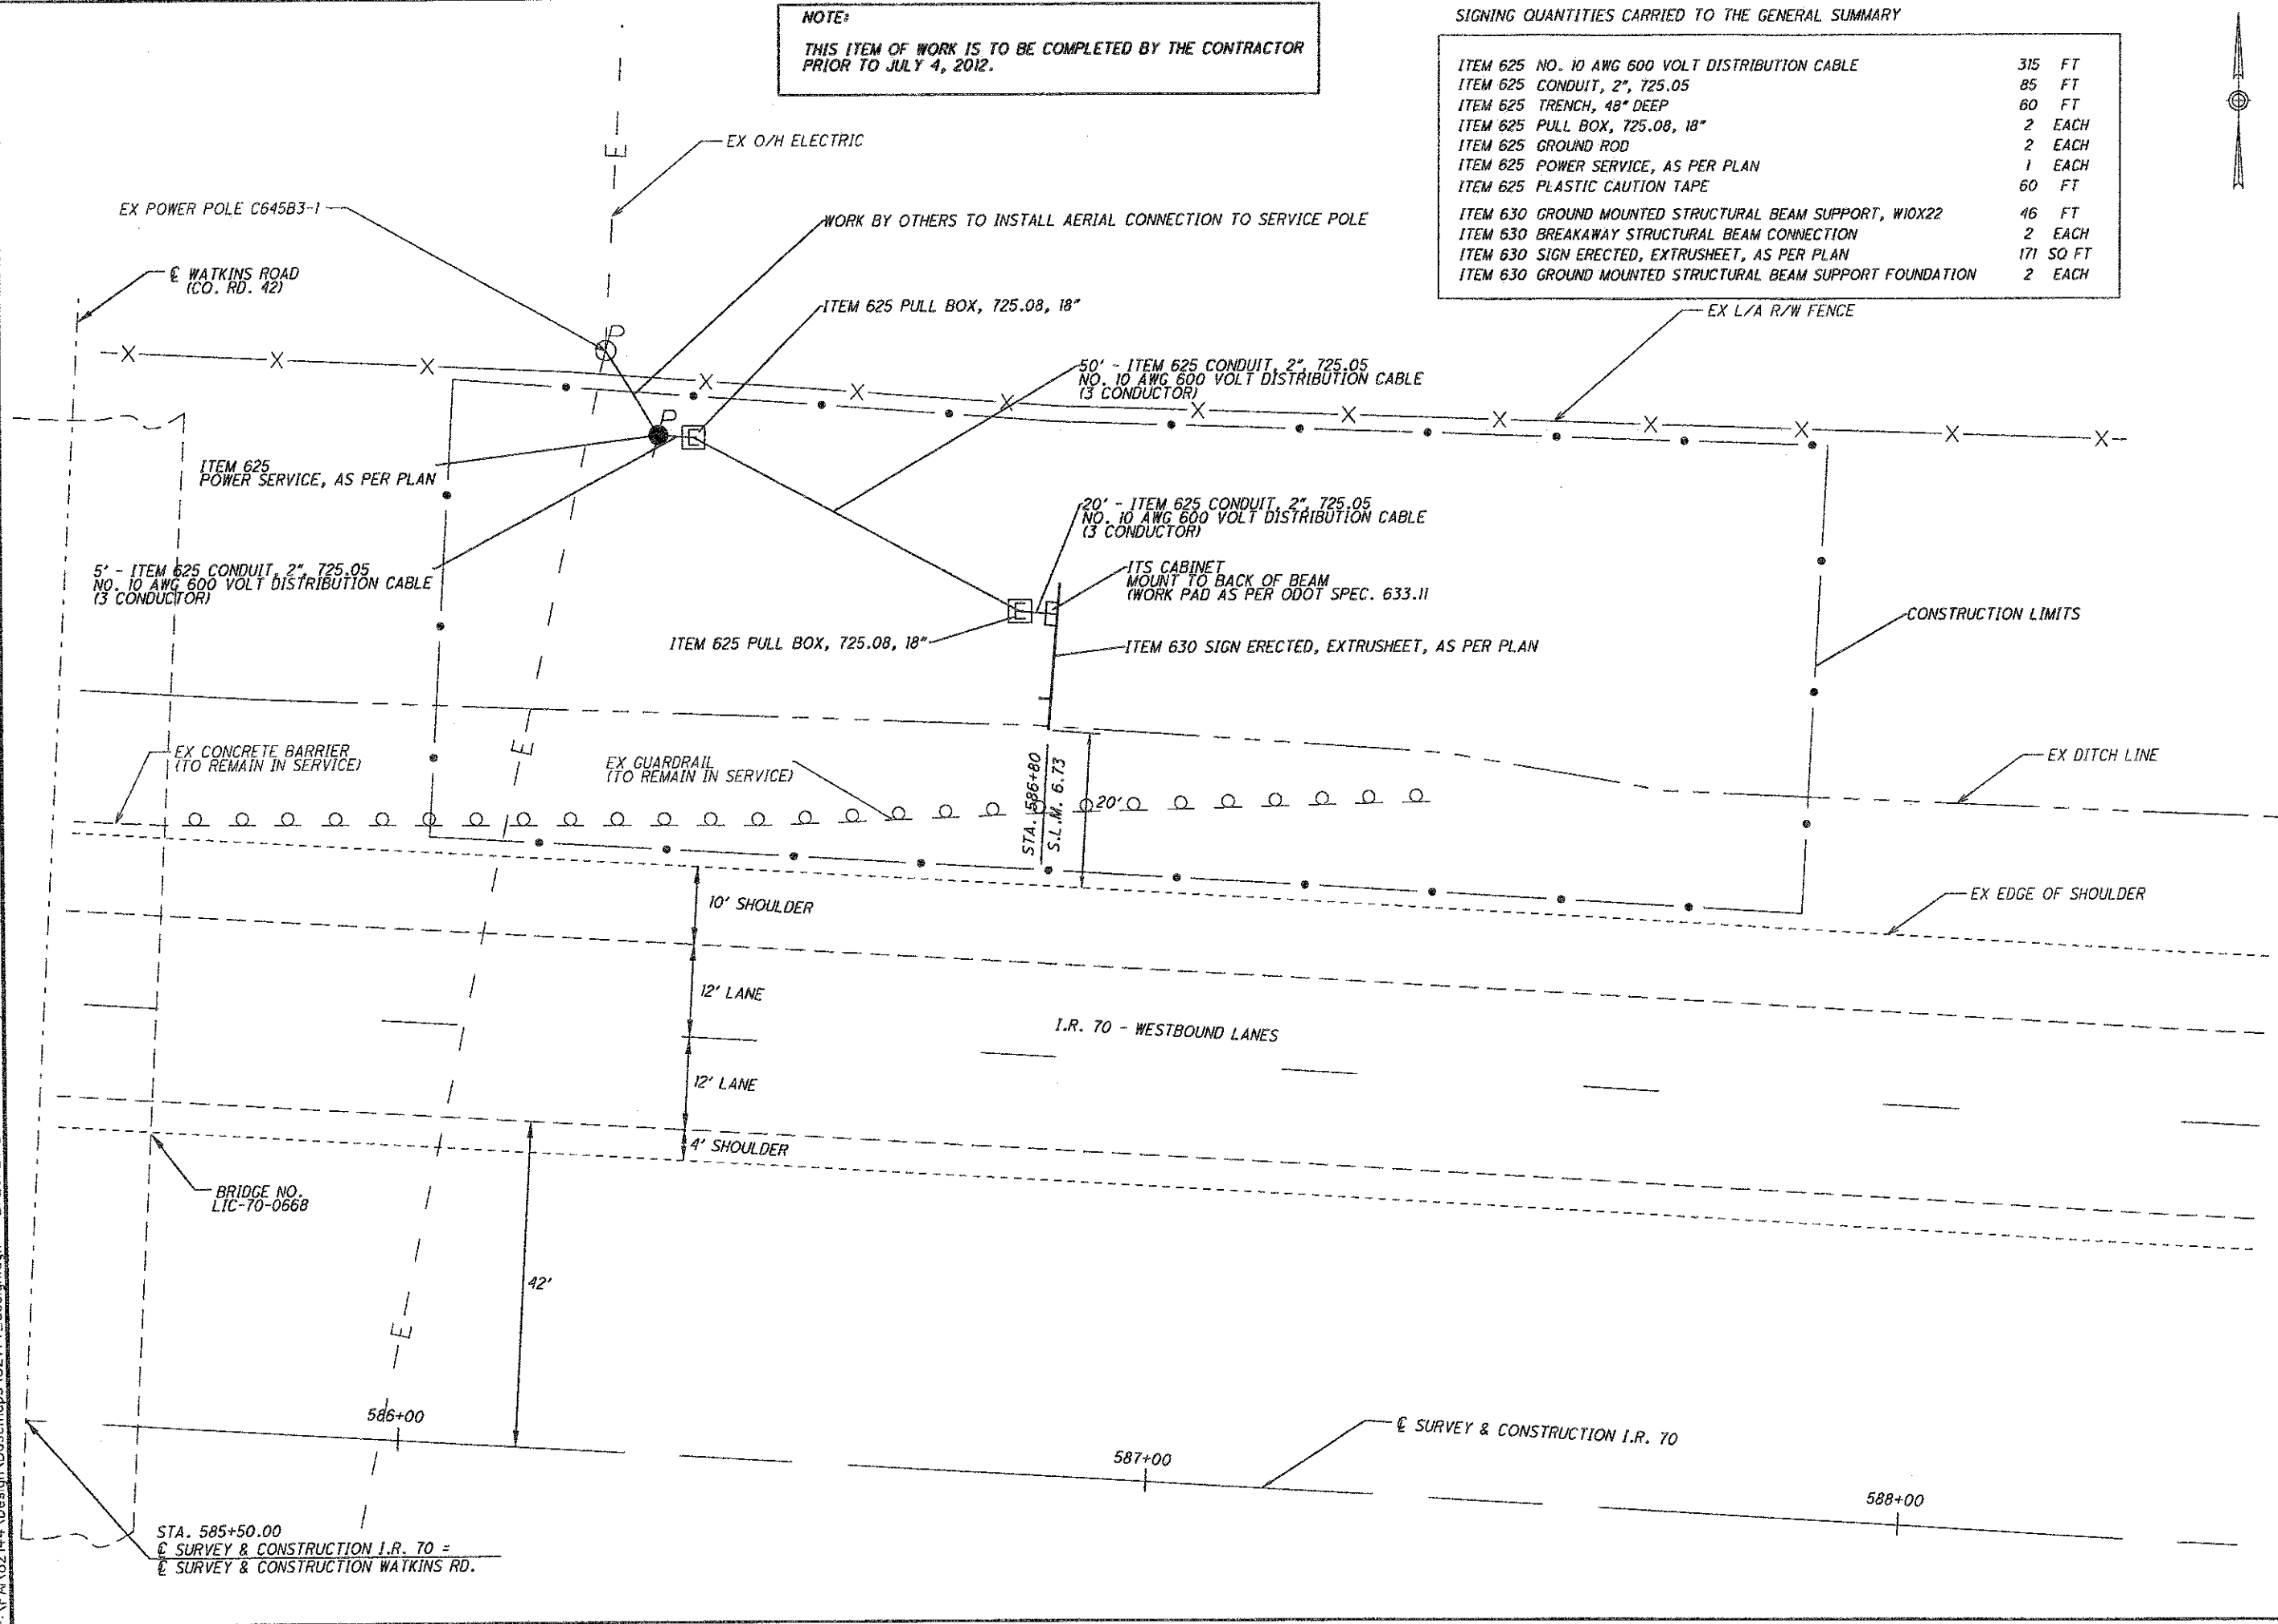 NOTE:
THIS ITEM OF WORK IS TO BE COMPLETED BY THE CONTRACTOR
PRIOR TO JULY 4, 2012.
SIGNING QUANTITIES CARRIED TO THE GENERAL SUMMARY
ITEM 625 NO. 10 AWG 600 VOLT DISTRIBUTION CABLE 315 FT
ITEM 625 CONDUIT, 2", 725.05 85 FT
ITEM 625 TRENCH, 48" DEEP 60 FT
ITEM 625 PULL BOX, 725.08, 18" 2 EACH
ITEM 625 GROUND ROD 2 EACH
ITEM 625 POWER SERVICE, AS PER PLAN 1 EACH
ITEM 625 PLASTIC CAUTION TAPE 60 FT
ITEM 630 GROUND MOUNTED STRUCTURAL BEAM SUPPORT, W10X22 46 FT
ITEM 630 BREAKAWAY STRUCTURAL BEAM CONNECTION 2 EACH
ITEM 630 SIGN ERECTED, EXTRUSHEET, AS PER PLAN 171 SQ FT
ITEM 630 GROUND MOUNTED STRUCTURAL BEAM SUPPORT FOUNDATION 2 EACH
E
EX O/H ELECTRIC
EX POWER POLE C645B3-1
WORK BY OTHERS TO INSTALL AERIAL CONNECTION TO SERVICE POLE
℄ WATKINS ROAD
(CO. RD. 42)
ITEM 625 PULL BOX, 725.08, 18"
EX L/A R/W FENCE
P
X X X X X X X X X X X X X X
50' - ITEM 625 CONDUIT, 2", 725.05
NO. 10 AWG 600 VOLT DISTRIBUTION CABLE
(3 CONDUCTOR)
P
E
ITEM 625
POWER SERVICE, AS PER PLAN
20' - ITEM 625 CONDUIT, 2", 725.05
NO. 10 AWG 600 VOLT DISTRIBUTION CABLE
(3 CONDUCTOR)
5' - ITEM 625 CONDUIT, 2", 725.05
NO. 10 AWG 600 VOLT DISTRIBUTION CABLE
(3 CONDUCTOR)
ITS CABINET
MOUNT TO BACK OF BEAM
(WORK PAD AS PER ODOT SPEC. 633.11
E
CONSTRUCTION LIMITS
ITEM 625 PULL BOX, 725.08, 18"
ITEM 630 SIGN ERECTED, EXTRUSHEET, AS PER PLAN
E
EX CONCRETE BARRIER
(TO REMAIN IN SERVICE)
EX GUARDRAIL
(TO REMAIN IN SERVICE)
STA. 586+80
S.L.M. 6.73
20'
EX DITCH LINE
10' SHOULDER
EX EDGE OF SHOULDER
12' LANE
I.R. 70 - WESTBOUND LANES
12' LANE
4' SHOULDER
BRIDGE NO.
LIC-70-0668
42'
E
586+00
587+00
℄ SURVEY & CONSTRUCTION I.R. 70
588+00
STA. 585+50.00
℄ SURVEY & CONSTRUCTION I.R. 70 =
℄ SURVEY & CONSTRUCTION WATKINS RD.